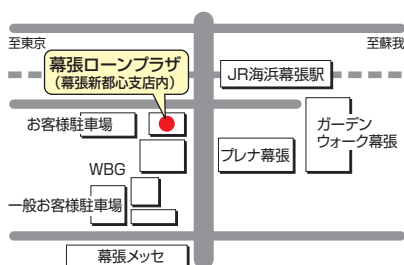 至東京
至蘇我
幕張ローンプラザ
（幕張新都心支店内）
JR海浜幕張駅
お客様駐車場
ガーデン
ウォーク幕張
プレナ幕張
WBG
一般お客様駐車場
幕張メッセ